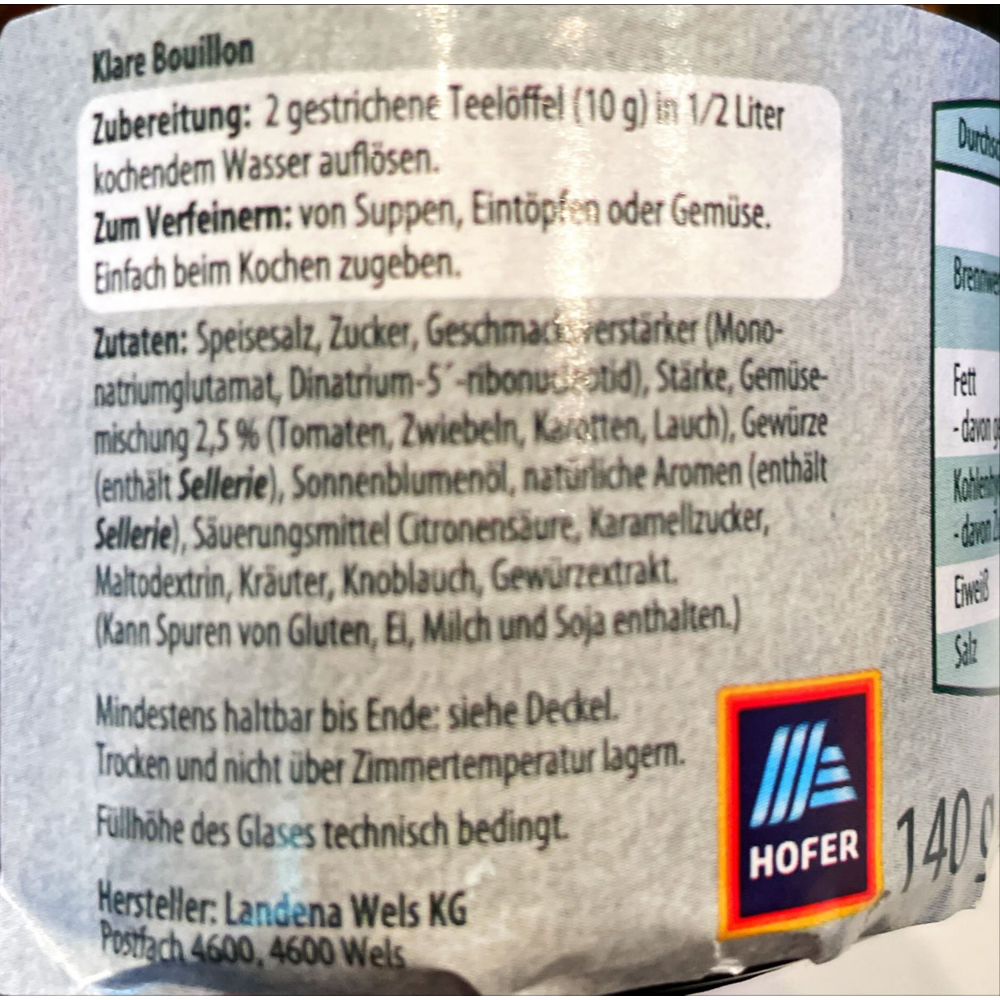 Klare Bouillon
Zubereitung: 2 gestrichene Teelöffel (10 g) in 1/2 Liter
kochendem Wasser auflösen.
Zum Verfeinern: von Suppen, Eintöpfen oder Gemüse.
Einfach beim Kochen zugeben.
Zutaten: Speisesalz, Zucker, Geschmacksverstärker (Mono-
natriumglutamat, Dinatrium-5´-ribonucleotid), Stärke, Gemüse-
mischung 2,5 % (Tomaten, Zwiebeln, Karotten, Lauch), Gewürze
(enthält Sellerie), Sonnenblumenöl, natürliche Aromen (enthält
Sellerie), Säuerungsmittel Citronensäure, Karamellzucker,
Maltodextrin, Kräuter, Knoblauch, Gewürzextrakt.
(Kann Spuren von Gluten, Ei, Milch und Soja enthalten.)
Mindestens haltbar bis Ende: siehe Deckel.
Trocken und nicht über Zimmertemperatur lagern.
Füllhöhe des Glases technisch bedingt.
Hersteller: Landena Wels KG
Postfach 4600, 4600 Wels
HOFER
140 g
Fett
- davon
Eiweiß
Salz